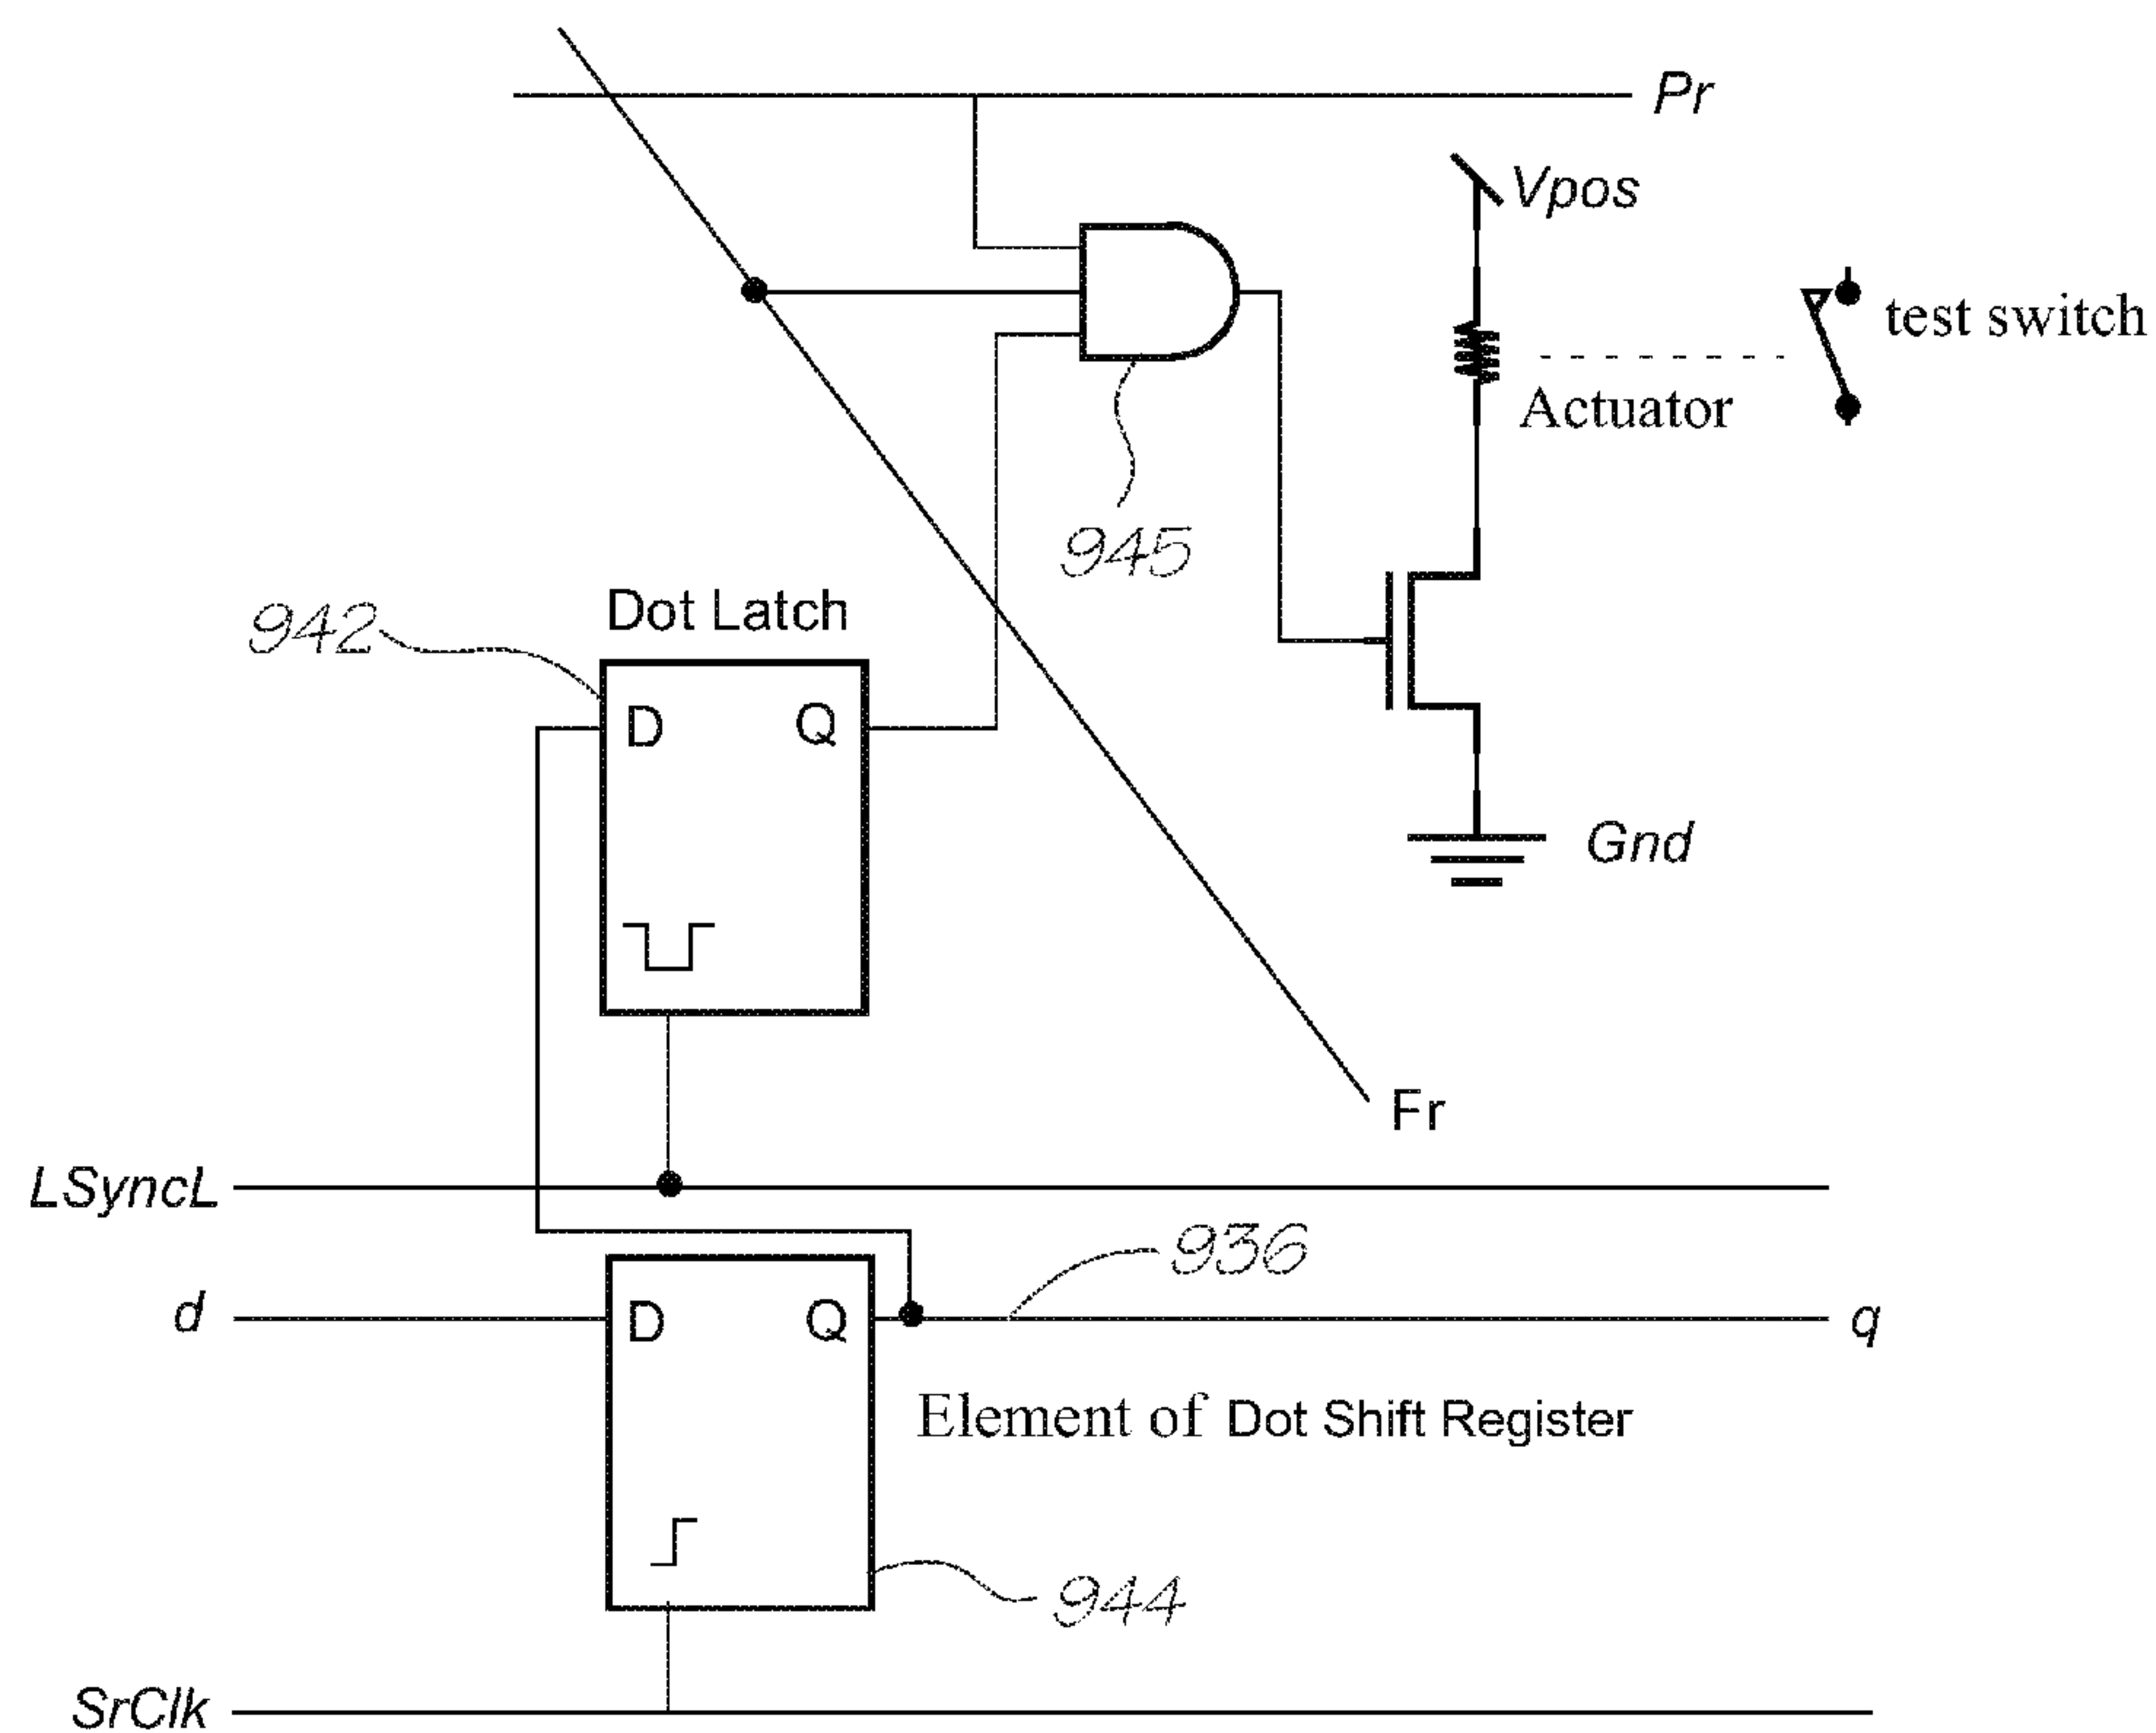 Pr
Vpos
test switch
Actuator
945
Dot Latch
942
D Q
Gnd
Fr
LSyncL
936
d
D Q
q
Element of Dot Shift Register
944
SrClk